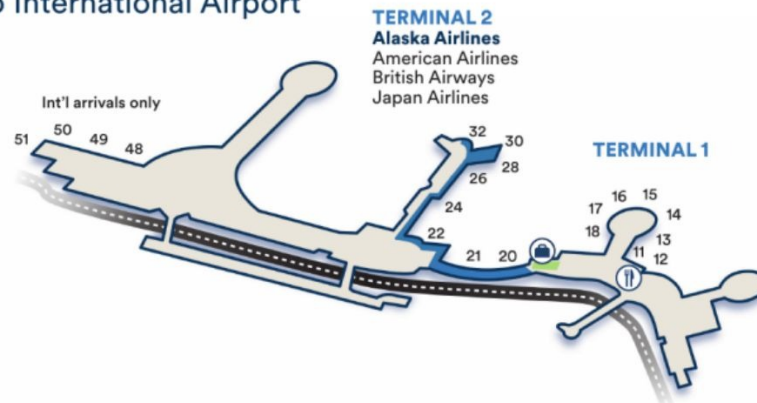 International Airport
TERMINAL 2
Alaska Airlines
American Airlines
British Airways
Japan Airlines
Int'l arrivals only
51
50
49
48
32
30
28
26
24
22
21
20
TERMINAL 1
17
16
15
14
18
13
11
12